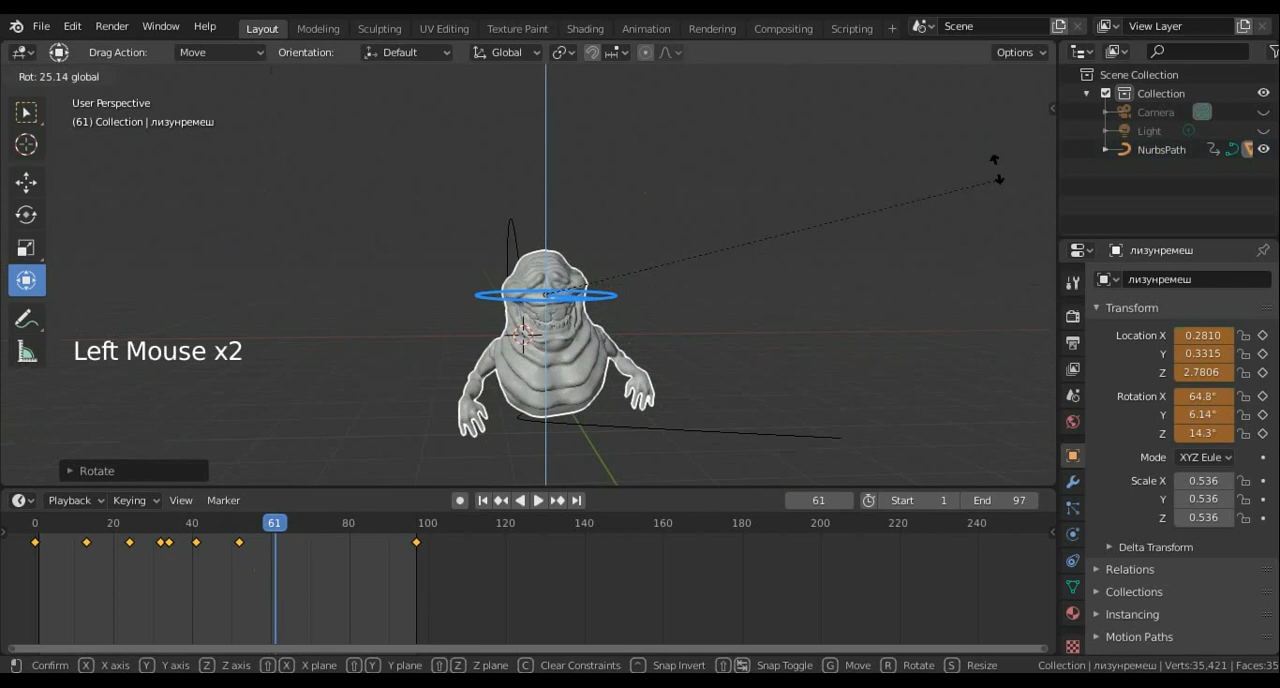 File Edit Render Window Help Layout Modeling Sculpting UV Editing Texture Paint Shading Animation Rendering Compositing Scripting + Scene View Layer
Drag Action: Move Orientation: Default Global Options
Rot: 25.14 global
User Perspective
(61) Collection | лизунремеш
Left Mouse x2
Rotate
Scene Collection
Collection
Camera
Light
NurbsPath
лизунремеш
лизунремеш
Transform
Location X 0.2810
Y 0.3315
Z 2.7806
Rotation X 64.8°
Y 6.14°
Z 14.3°
Mode XYZ Eule
Scale X 0.536
Y 0.536
Z 0.536
Delta Transform
Relations
Collections
Instancing
Motion Paths
Playback Keying View Marker 61 Start 1 End 97
0 20 40 61 80 100 120 140 160 180 200 220 240
Confirm X X axis Y Y axis Z Z axis X X plane Y Y plane Z Z plane C Clear Constraints Snap Invert Snap Toggle G Move R Rotate S Resize Collection | лизунремеш | Verts:35,421 | Faces:35